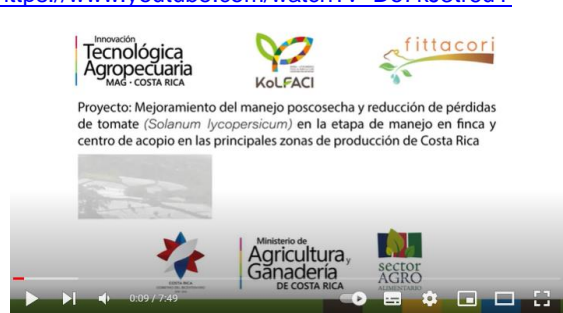 Innovación
Tecnológica
Agropecuaria
MAG - COSTA RICA
KoLFACI
fittacori
Proyecto: Mejoramiento del manejo poscosecha y reducción de pérdidas
de tomate (Solanum lycopersicum) en la etapa de manejo en finca y
centro de acopio en las principales zonas de producción de Costa Rica
COSTA RICA
Ministerio de
Agricultura y
Ganadería
DE COSTA RICA
sector
AGRO
ALIMENTARIO
0:09 / 7:49